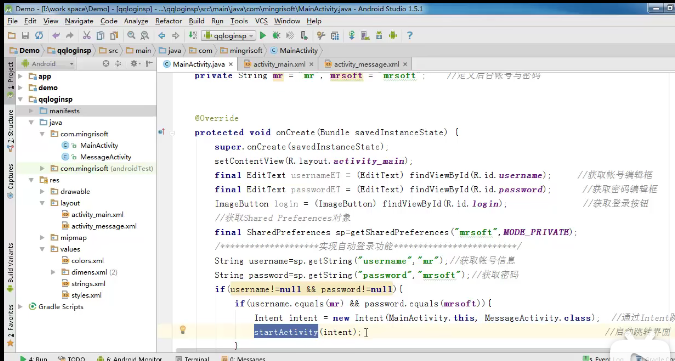 Demo - [E:\work space\Demo] - [qqloginsp] - ...\qqloginsp\src\main\java\com\mingrisoft\MainActivity.java - Android Studio 1.5.1
File Edit View Navigate Code Analyze Refactor Build Run Tools VCS Window Help
qqloginsp
Demo qqloginsp src main java com mingrisoft MainActivity
Android
MainActivity.java activity_main.xml activity_message.xml
1: Project
2: Structure
Captures
Build Variants
2: Favorites
app
demo
qqloginsp
manifests
java
com.mingrisoft
MainActivity
MessageActivity
com.mingrisoft (androidTest)
res
drawable
layout
activity_main.xml
activity_message.xml
mipmap
values
colors.xml
dimens.xml (2)
strings.xml
styles.xml
Gradle Scripts
private String mr = "mr", mrsoft = "mrsoft"; //定义后台账号与密码
@Override
protected void onCreate(Bundle savedInstanceState) {
super.onCreate(savedInstanceState);
setContentView(R.layout.activity_main);
final EditText usernameET = (EditText) findViewById(R.id.username); //获取账号编辑框
final EditText passwordET = (EditText) findViewById(R.id.password); //获取密码编辑框
ImageButton login = (ImageButton) findViewById(R.id.login); //获取登录按钮
//获取Shared Preferences对象
final SharedPreferences sp=getSharedPreferences("mrsoft",MODE_PRIVATE);
/********************实现自动登录功能*************************/
String username=sp.getString("username","mr");//获取帐号信息
String password=sp.getString("password","mrsoft");//获取密码
if(username!=null && password!=null){
if(username.equals(mr) && password.equals(mrsoft)){
Intent intent = new Intent(MainActivity.this, MessageActivity.class); //通过Intent跳
startActivity(intent); //启动跳转界面
}
4: Run TODO 6: Android Monitor Terminal 0: Messages